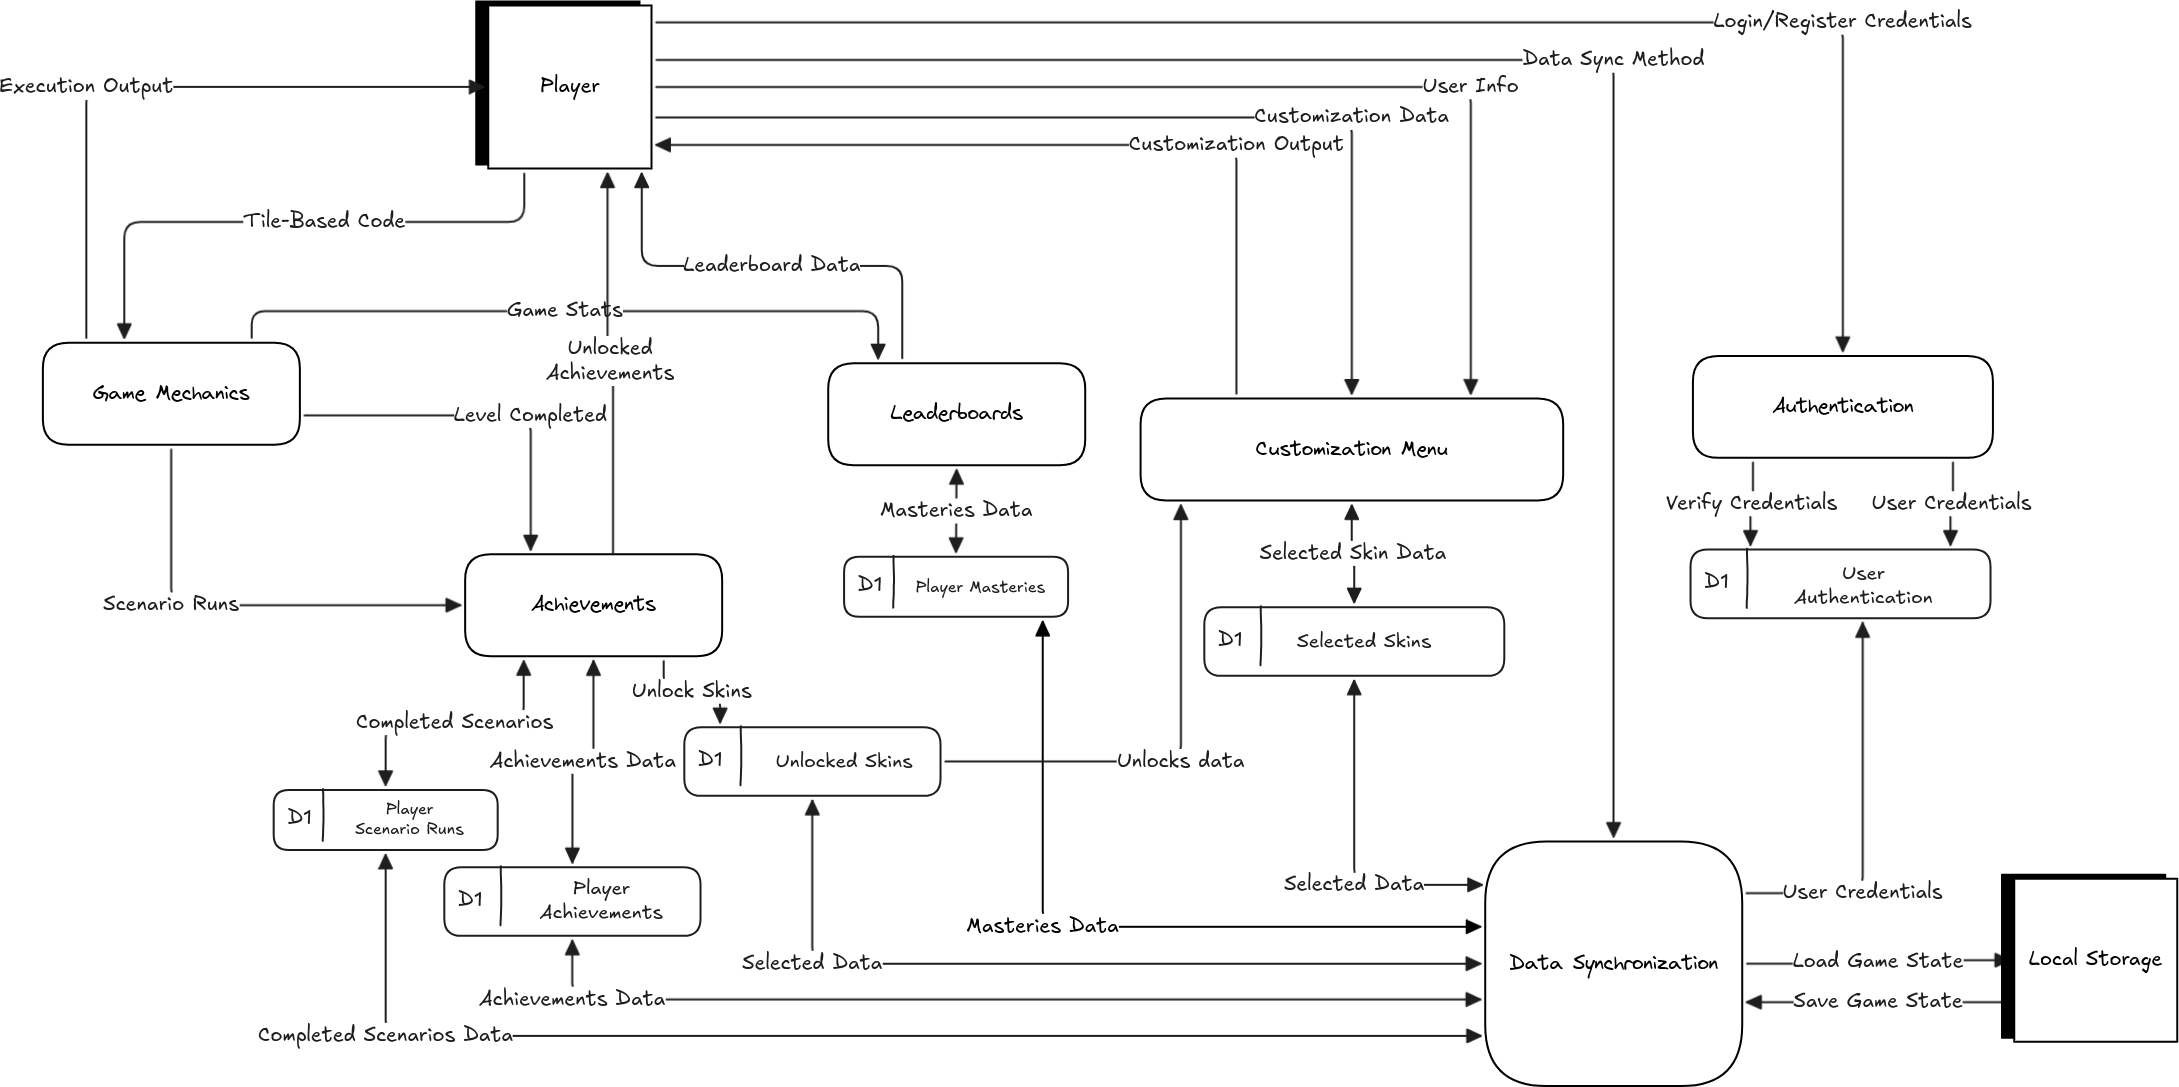 Login/Register Credentials
Data Sync Method
Execution Output
Player
User Info
Customization Data
Customization Output
Tile-Based Code
Leaderboard Data
Game Stats
Unlocked
Achievements
Game Mechanics
Level Completed
Leaderboards
Customization Menu
Authentication
Masteries Data
Verify Credentials
User Credentials
Selected Skin Data
D1
Player Masteries
D1
User
Authentication
Scenario Runs
Achievements
D1
Selected Skins
Unlock Skins
Completed Scenarios
Achievements Data
D1
Unlocked Skins
Unlocks data
D1
Player
Scenario Runs
D1
Player
Achievements
Selected Data
User Credentials
Masteries Data
Selected Data
Data Synchronization
Load Game State
Local Storage
Achievements Data
Save Game State
Completed Scenarios Data